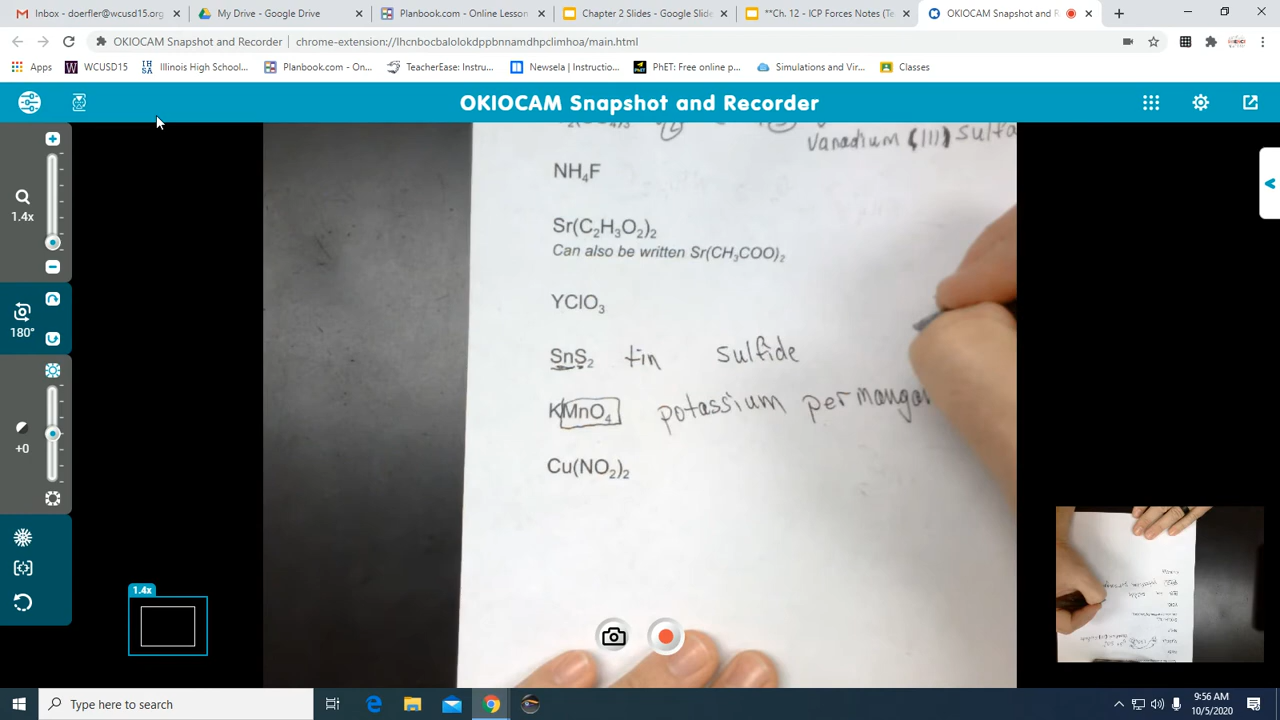 Inbox - doerfler@wcusd15.org
My Drive - Google Drive
Planbook.com - Online Lesson
Chapter 2 Slides - Google Slide
**Ch. 12 - ICP Forces Notes (Te
OKIOCAM Snapshot and R
OKIOCAM Snapshot and Recorder | chrome-extension://lhcnbocbalolokdppbnnamdhpclimhoa/main.html
Apps WCUSD15 Illinois High School... Planbook.com - On... TeacherEase: Instru... Newsela | Instructio... PhET: Free online p... Simulations and Vir... Classes
OKIOCAM Snapshot and Recorder
vanadium (III) sulfa
NH₄F
Sr(C₂H₃O₂)₂
Can also be written Sr(CH₃COO)₂
YClO₃
SnS₂ tin sulfide
KMnO₄ potassium permangan
Cu(NO₂)₂
1.4x
180°
+0
1.4x
Type here to search
9:56 AM
10/5/2020